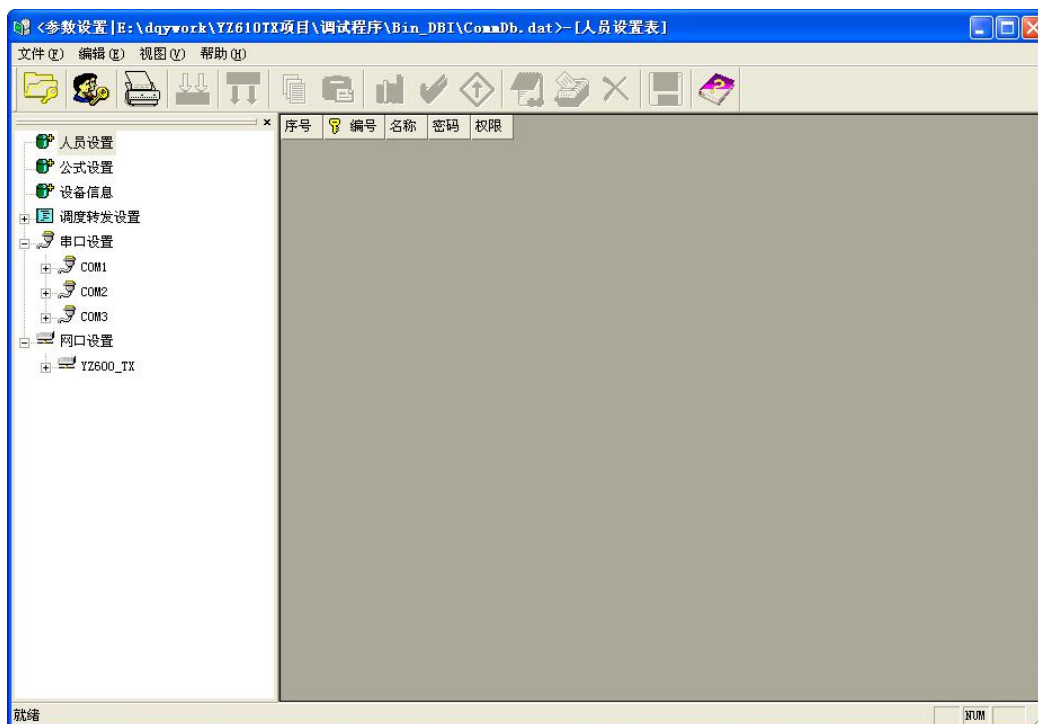 <参数设置|E:\dqywork\YZ610TX项目\调试程序\Bin_DBI\CommDb.dat>-[人员设置表]
文件(F) 编辑(E) 视图(V) 帮助(H)
序号 编号 名称 密码 权限
人员设置
公式设置
设备信息
调度转发设置
串口设置
COM1
COM2
COM3
网口设置
YZ600_TX
就绪 NUM